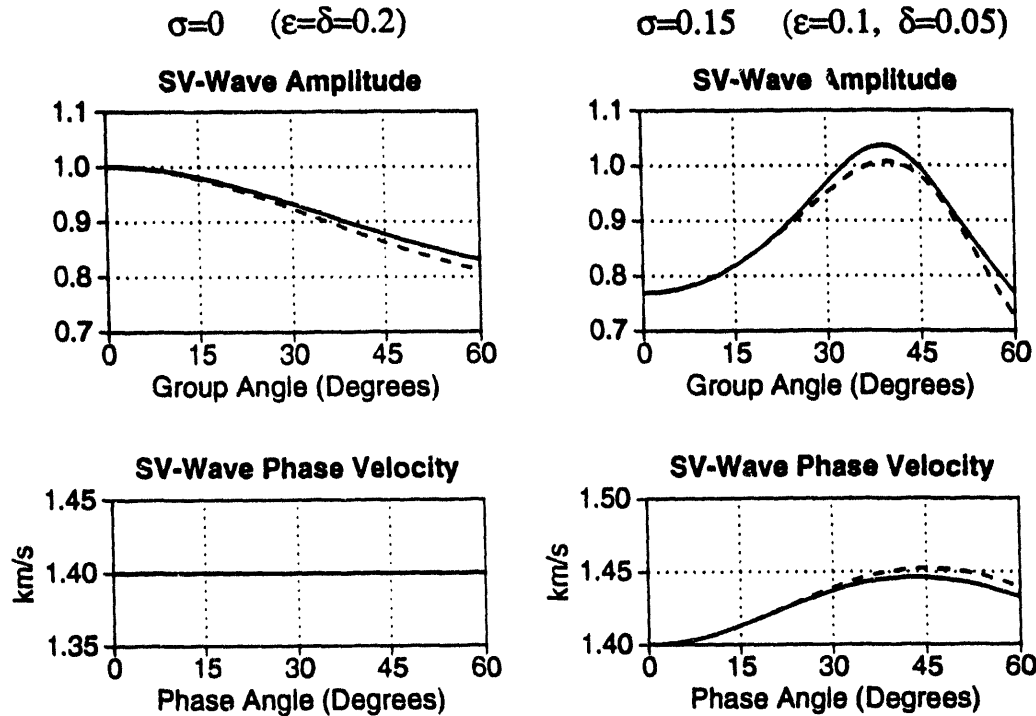 σ=0 (ε=δ=0.2)
σ=0.15 (ε=0.1, δ=0.05)
SV-Wave Amplitude
1.1
1.0
0.9
0.8
0.7
0 15 30 45 60
Group Angle (Degrees)
SV-Wave Amplitude
1.1
1.0
0.9
0.8
0.7
0 15 30 45 60
Group Angle (Degrees)
SV-Wave Phase Velocity
km/s
1.45
1.40
1.35
0 15 30 45 60
Phase Angle (Degrees)
SV-Wave Phase Velocity
km/s
1.50
1.45
1.40
0 15 30 45 60
Phase Angle (Degrees)